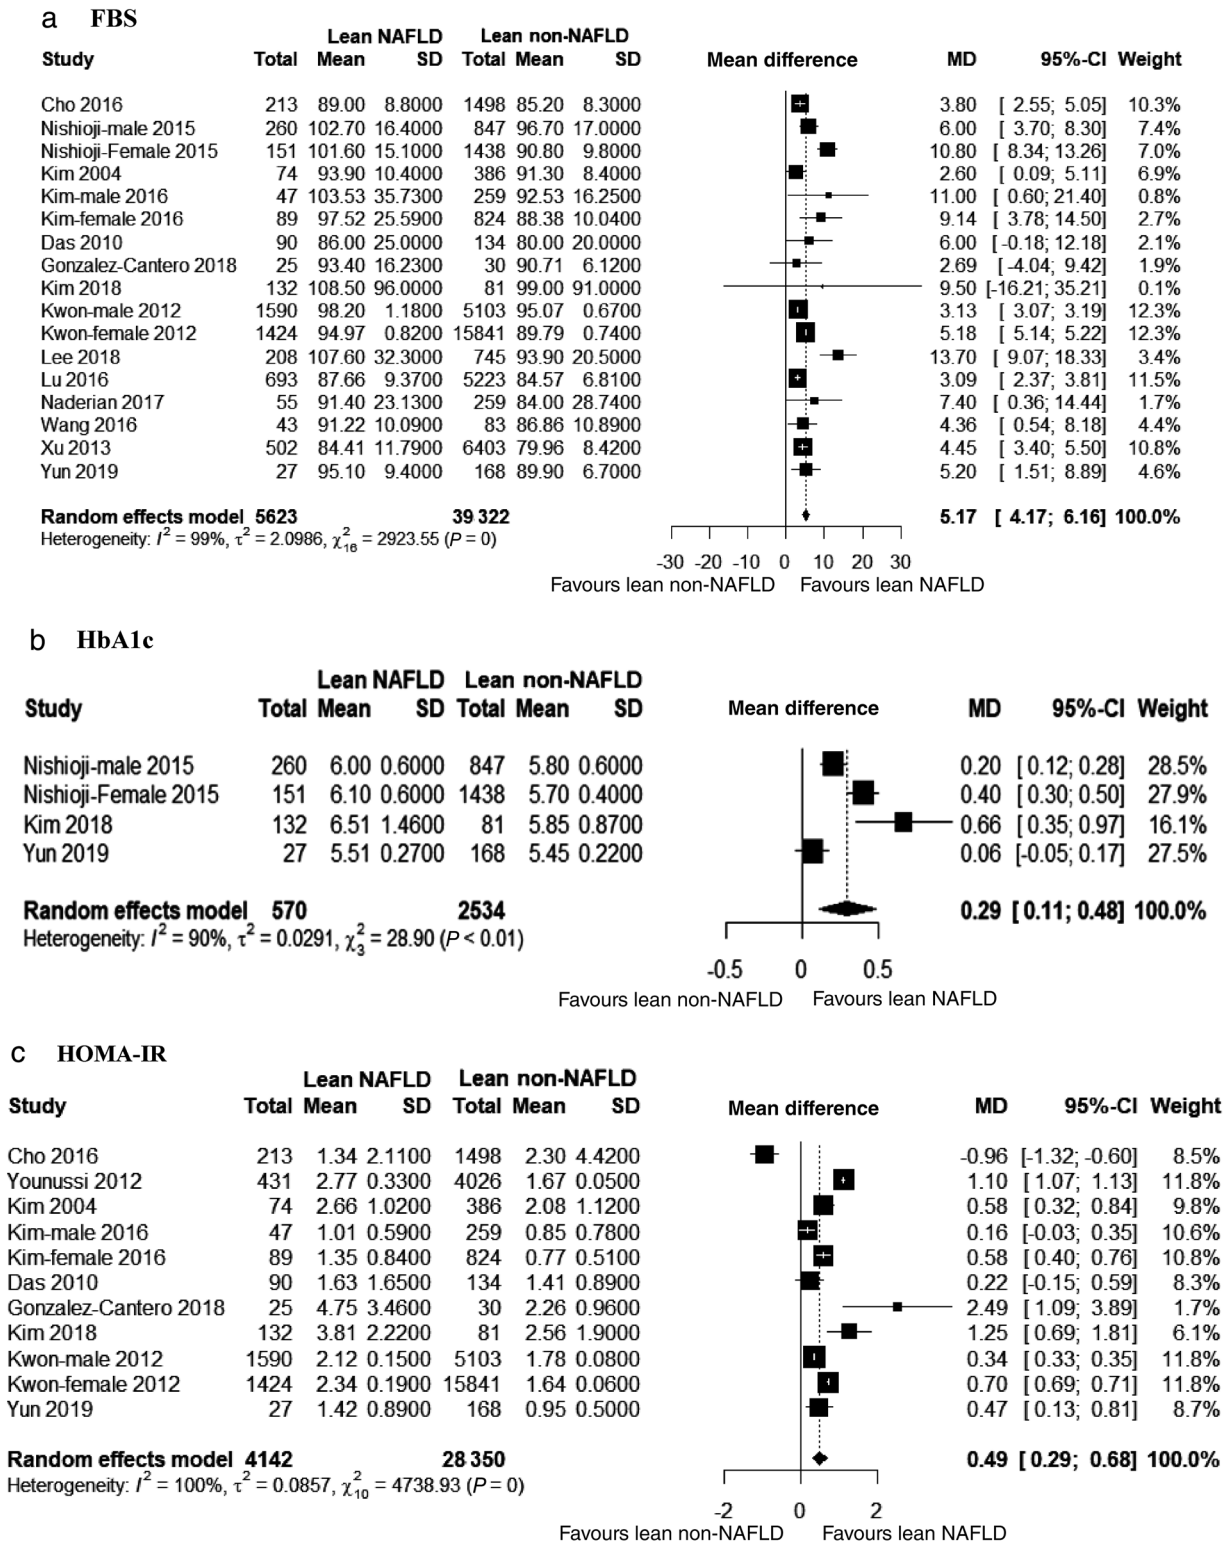 a FBS
Lean NAFLD Lean non-NAFLD
Study Total Mean SD Total Mean SD Mean difference MD 95%-CI Weight
Cho 2016 213 89.00 8.8000 1498 85.20 8.3000 3.80 [ 2.55; 5.05] 10.3%
Nishioji-male 2015 260 102.70 16.4000 847 96.70 17.0000 6.00 [ 3.70; 8.30] 7.4%
Nishioji-Female 2015 151 101.60 15.1000 1438 90.80 9.8000 10.80 [ 8.34; 13.26] 7.0%
Kim 2004 74 93.90 10.4000 386 91.30 8.4000 2.60 [ 0.09; 5.11] 6.9%
Kim-male 2016 47 103.53 35.7300 259 92.53 16.2500 11.00 [ 0.60; 21.40] 0.8%
Kim-female 2016 89 97.52 25.5900 824 88.38 10.0400 9.14 [ 3.78; 14.50] 2.7%
Das 2010 90 86.00 25.0000 134 80.00 20.0000 6.00 [ -0.18; 12.18] 2.1%
Gonzalez-Cantero 2018 25 93.40 16.2300 30 90.71 6.1200 2.69 [ -4.04; 9.42] 1.9%
Kim 2018 132 108.50 96.0000 81 99.00 91.0000 9.50 [-16.21; 35.21] 0.1%
Kwon-male 2012 1590 98.20 1.1800 5103 95.07 0.6700 3.13 [ 3.07; 3.19] 12.3%
Kwon-female 2012 1424 94.97 0.8200 15841 89.79 0.7400 5.18 [ 5.14; 5.22] 12.3%
Lee 2018 208 107.60 32.3000 745 93.90 20.5000 13.70 [ 9.07; 18.33] 3.4%
Lu 2016 693 87.66 9.3700 5223 84.57 6.8100 3.09 [ 2.37; 3.81] 11.5%
Naderian 2017 55 91.40 23.1300 259 84.00 28.7400 7.40 [ 0.36; 14.44] 1.7%
Wang 2016 43 91.22 10.0900 83 86.86 10.8900 4.36 [ 0.54; 8.18] 4.4%
Xu 2013 502 84.41 11.7900 6403 79.96 8.4200 4.45 [ 3.40; 5.50] 10.8%
Yun 2019 27 95.10 9.4000 168 89.90 6.7000 5.20 [ 1.51; 8.89] 4.6%
Random effects model 5623 39 322 5.17 [ 4.17; 6.16] 100.0%
Heterogeneity: I² = 99%, τ² = 2.0986, χ²₁₆ = 2923.55 (P = 0)
-30 -20 -10 0 10 20 30
Favours lean non-NAFLD Favours lean NAFLD
b HbA1c
Lean NAFLD Lean non-NAFLD
Study Total Mean SD Total Mean SD Mean difference MD 95%-CI Weight
Nishioji-male 2015 260 6.00 0.6000 847 5.80 0.6000 0.20 [ 0.12; 0.28] 28.5%
Nishioji-Female 2015 151 6.10 0.6000 1438 5.70 0.4000 0.40 [ 0.30; 0.50] 27.9%
Kim 2018 132 6.51 1.4600 81 5.85 0.8700 0.66 [ 0.35; 0.97] 16.1%
Yun 2019 27 5.51 0.2700 168 5.45 0.2200 0.06 [-0.05; 0.17] 27.5%
Random effects model 570 2534 0.29 [ 0.11; 0.48] 100.0%
Heterogeneity: I² = 90%, τ² = 0.0291, χ²₃ = 28.90 (P < 0.01)
-0.5 0 0.5
Favours lean non-NAFLD Favours lean NAFLD
c HOMA-IR
Lean NAFLD Lean non-NAFLD
Study Total Mean SD Total Mean SD Mean difference MD 95%-CI Weight
Cho 2016 213 1.34 2.1100 1498 2.30 4.4200 -0.96 [-1.32; -0.60] 8.5%
Younussi 2012 431 2.77 0.3300 4026 1.67 0.0500 1.10 [ 1.07; 1.13] 11.8%
Kim 2004 74 2.66 1.0200 386 2.08 1.1200 0.58 [ 0.32; 0.84] 9.8%
Kim-male 2016 47 1.01 0.5900 259 0.85 0.7800 0.16 [-0.03; 0.35] 10.6%
Kim-female 2016 89 1.35 0.8400 824 0.77 0.5100 0.58 [ 0.40; 0.76] 10.8%
Das 2010 90 1.63 1.6500 134 1.41 0.8900 0.22 [-0.15; 0.59] 8.3%
Gonzalez-Cantero 2018 25 4.75 3.4600 30 2.26 0.9600 2.49 [ 1.09; 3.89] 1.7%
Kim 2018 132 3.81 2.2200 81 2.56 1.9000 1.25 [ 0.69; 1.81] 6.1%
Kwon-male 2012 1590 2.12 0.1500 5103 1.78 0.0800 0.34 [ 0.33; 0.35] 11.8%
Kwon-female 2012 1424 2.34 0.1900 15841 1.64 0.0600 0.70 [ 0.69; 0.71] 11.8%
Yun 2019 27 1.42 0.8900 168 0.95 0.5000 0.47 [ 0.13; 0.81] 8.7%
Random effects model 4142 28 350 0.49 [ 0.29; 0.68] 100.0%
Heterogeneity: I² = 100%, τ² = 0.0857, χ²₁₀ = 4738.93 (P = 0)
-2 0 2
Favours lean non-NAFLD Favours lean NAFLD